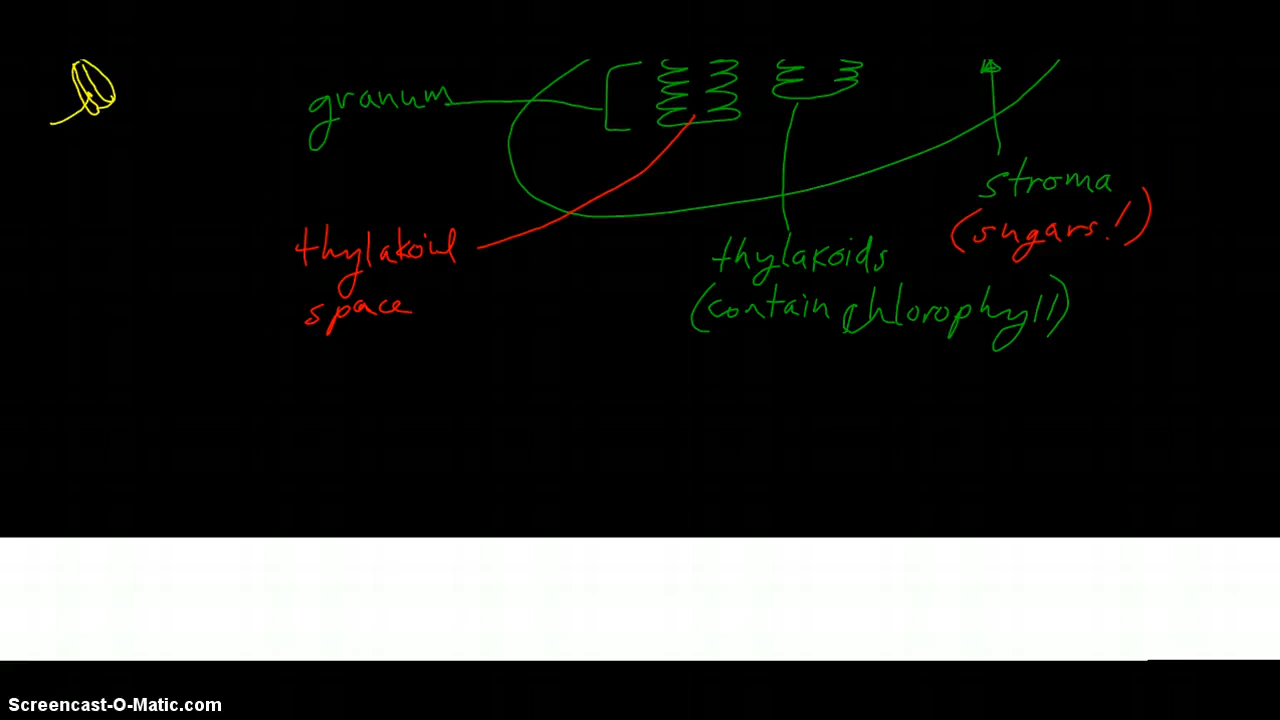 granum
stroma
(sugars!)
thylakoid
space
thylakoids
(contain chlorophyll)
Screencast-O-Matic.com